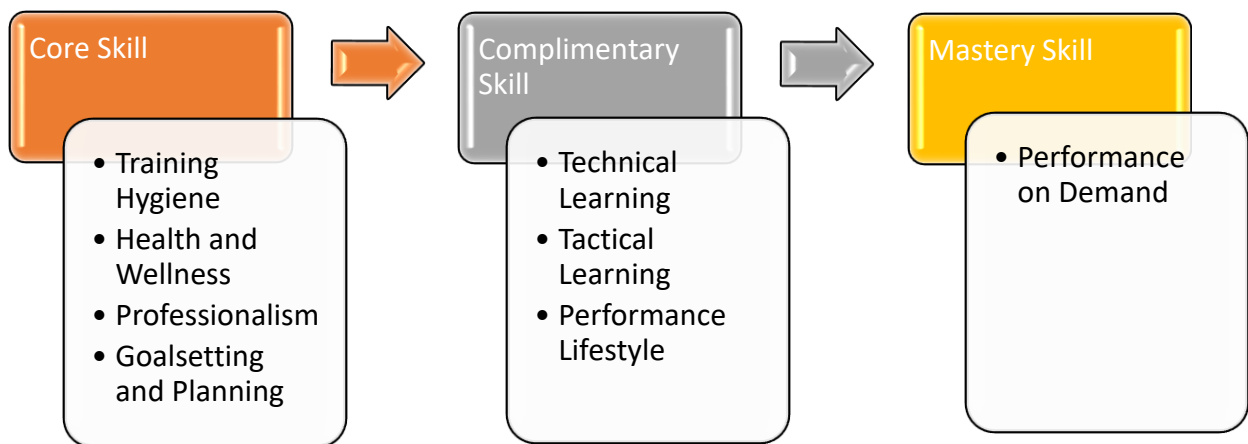 Core Skill
• Training
Hygiene
• Health and
Wellness
• Professionalism
• Goalsetting
and Planning
Complimentary
Skill
• Technical
Learning
• Tactical
Learning
• Performance
Lifestyle
Mastery Skill
• Performance
on Demand